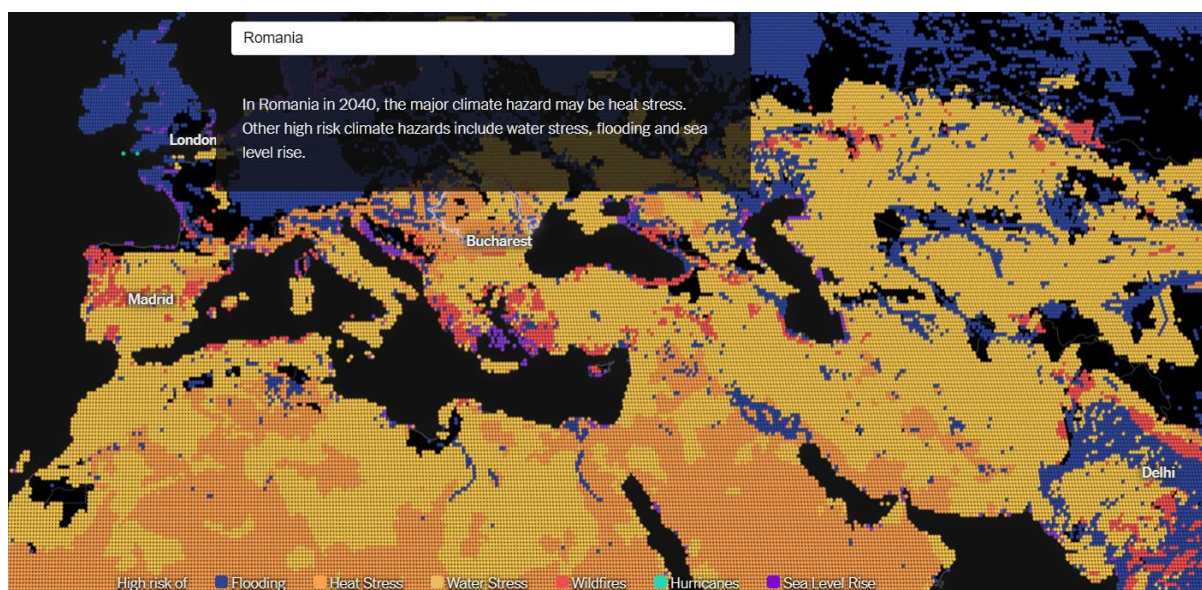 Romania
In Romania in 2040, the major climate hazard may be heat stress.
Other high risk climate hazards include water stress, flooding and sea
level rise.
London
Bucharest
Madrid
Delhi
High risk of Flooding Heat Stress Water Stress Wildfires Hurricanes Sea Level Rise